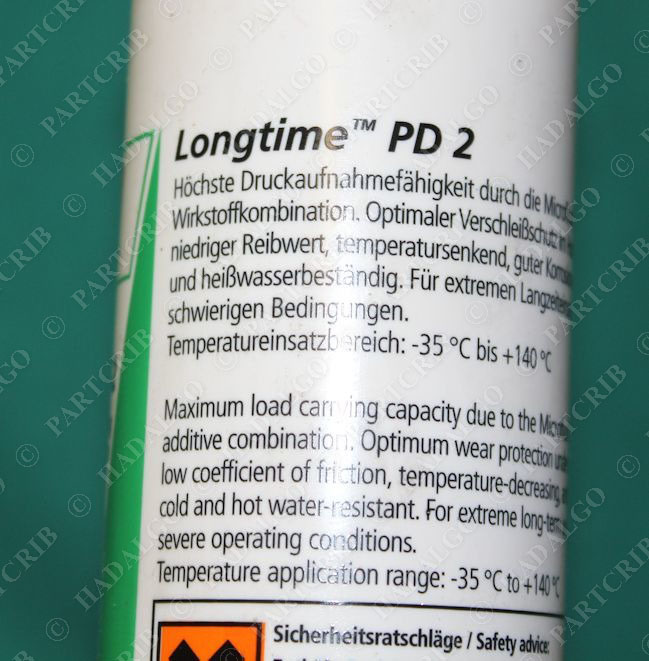 Longtime™ PD 2
Höchste Druckaufnahmefähigkeit durch die
Wirkstoffkombination. Optimaler Verschleißschutz
niedriger Reibwert, temperatursenkend, guter
und heißwasserbeständig. Für extremen
schwierigen Bedingungen.
Temperatureinsatzbereich: -35 °C bis +140 °C
Maximum load carrying capacity due to the
additive combination. Optimum wear protection
low coefficient of friction, temperature-decreasing,
cold and hot water-resistant. For extreme
severe operating conditions.
Temperature application range: -35 °C to +140 °C
Sicherheitsratschläge / Safety advice:
© HADALGO
© PARTCRIB